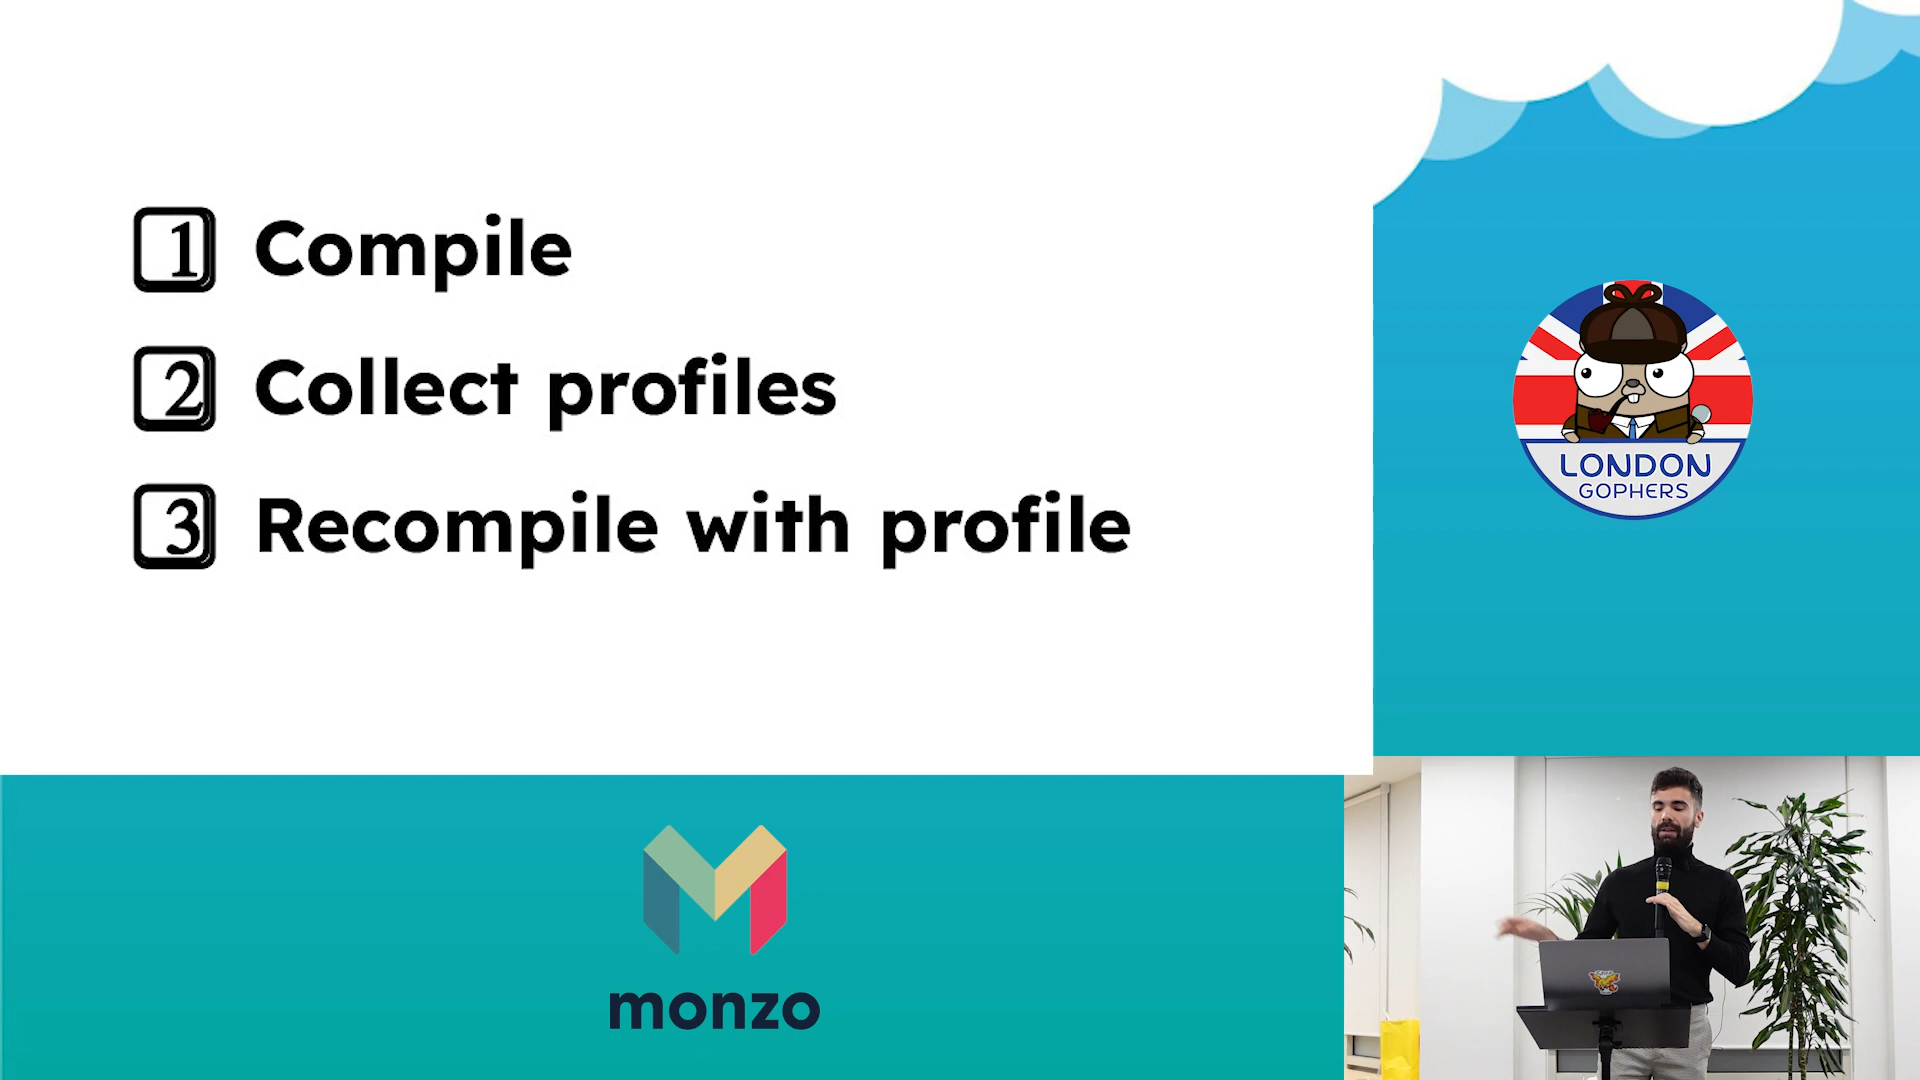 1 Compile
2 Collect profiles
3 Recompile with profile
LONDON
GOPHERS
monzo